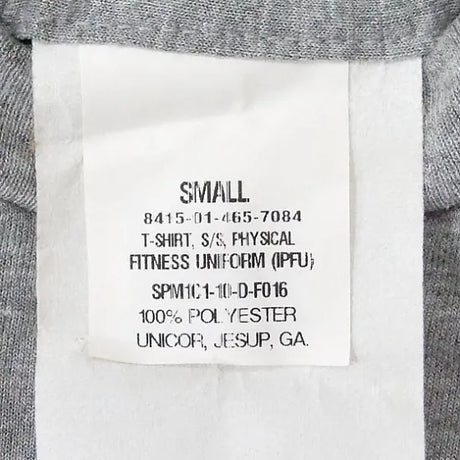 SMALL
8415-01-465-7084
T-SHIRT, S/S, PHYSICAL
FITNESS UNIFORM (IPFU)
SPM1C1-10-D-F016
100% POLYESTER
UNICOR, JESUP, GA.